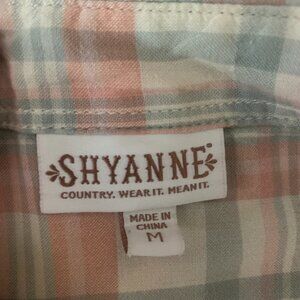 SHYANNE®
COUNTRY. WEAR IT. MEAN IT.
MADE IN
CHINA
M